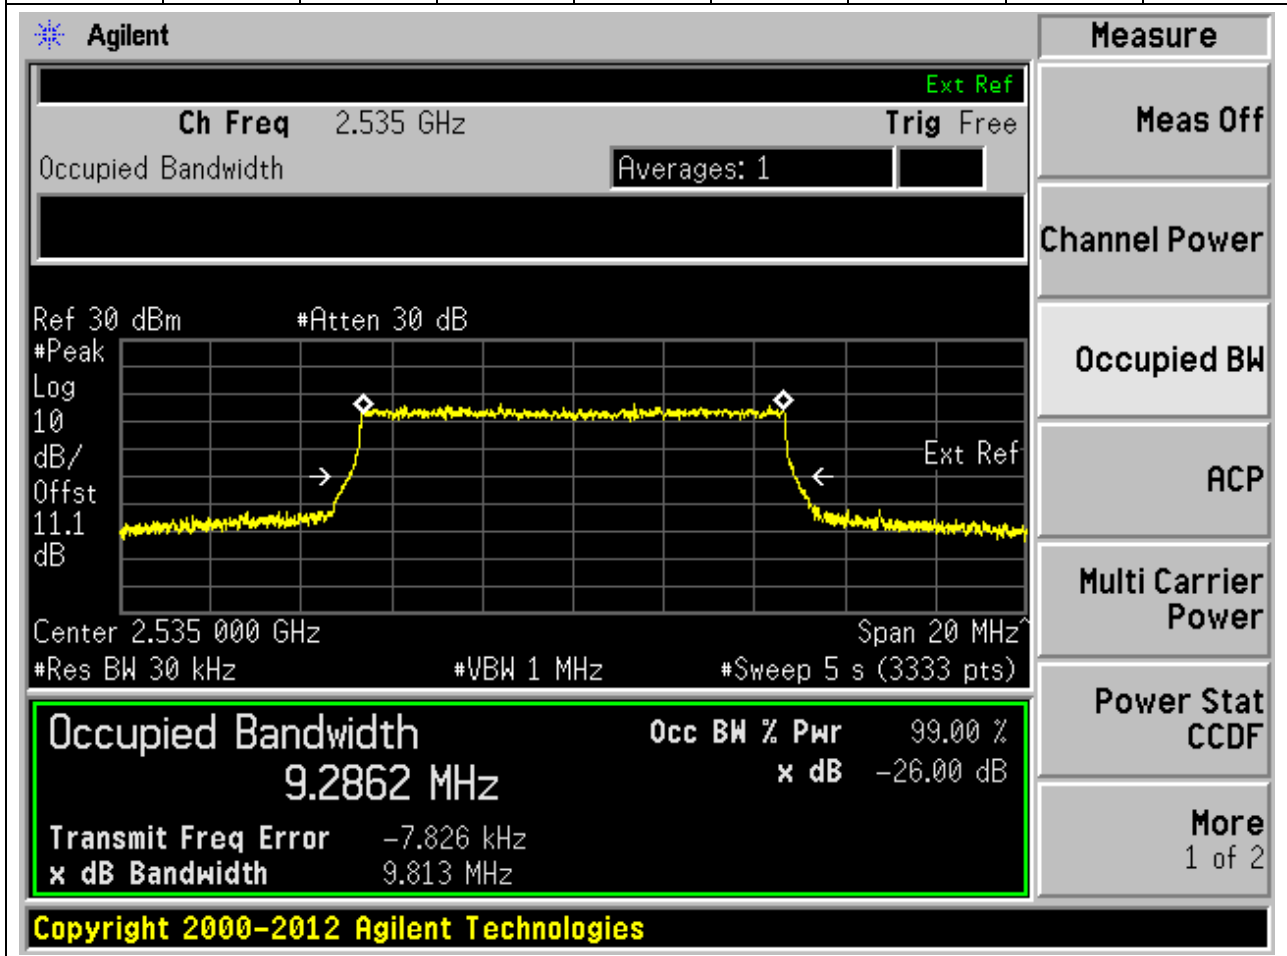 Agilent
Measure
Ext Ref
Ch Freq 2.535 GHz Trig Free
Meas Off
Occupied Bandwidth Averages: 1
Channel Power
Ref 30 dBm #Atten 30 dB
#Peak
Log
10
dB/
Offst
11.1
dB
Ext Ref
Occupied BW
ACP
Center 2.535 000 GHz Span 20 MHz^
#Res BW 30 kHz #VBW 1 MHz #Sweep 5 s (3333 pts)
Multi Carrier
Power
Occupied Bandwidth Occ BW % Pwr 99.00 %
9.2862 MHz x dB -26.00 dB
Transmit Freq Error -7.826 kHz
x dB Bandwidth 9.813 MHz
Power Stat
CCDF
More
1 of 2
Copyright 2000-2012 Agilent Technologies